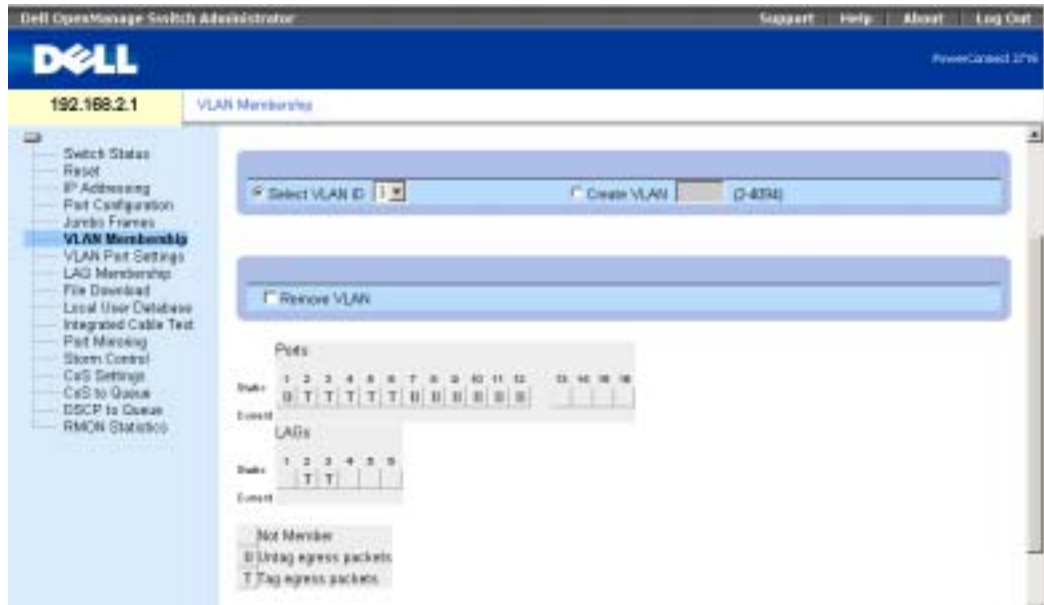 Dell OpenManage Switch Administrator Support Help About Log Out
DELL
PowerConnect 2716
192.168.2.1 VLAN Membership
Switch Status
Reset
IP Addressing
Port Configuration
Jumbo Frames
VLAN Membership
VLAN Port Settings
LAG Membership
File Download
Local User Database
Integrated Cable Test
Port Mirroring
Storm Control
CoS Settings
CoS to Queue
DSCP to Queue
RMON Statistics
Select VLAN ID 1 Create VLAN (2-4094)
Remove VLAN
Ports
1 2 3 4 5 6 7 8 9 10 11 12 13 14 15 16
Static U T T T T T U U U U U U
Current
LAGs
1 2 3 4 5 6
Static T T
Current
Not Member
U Untag egress packets
T Tag egress packets